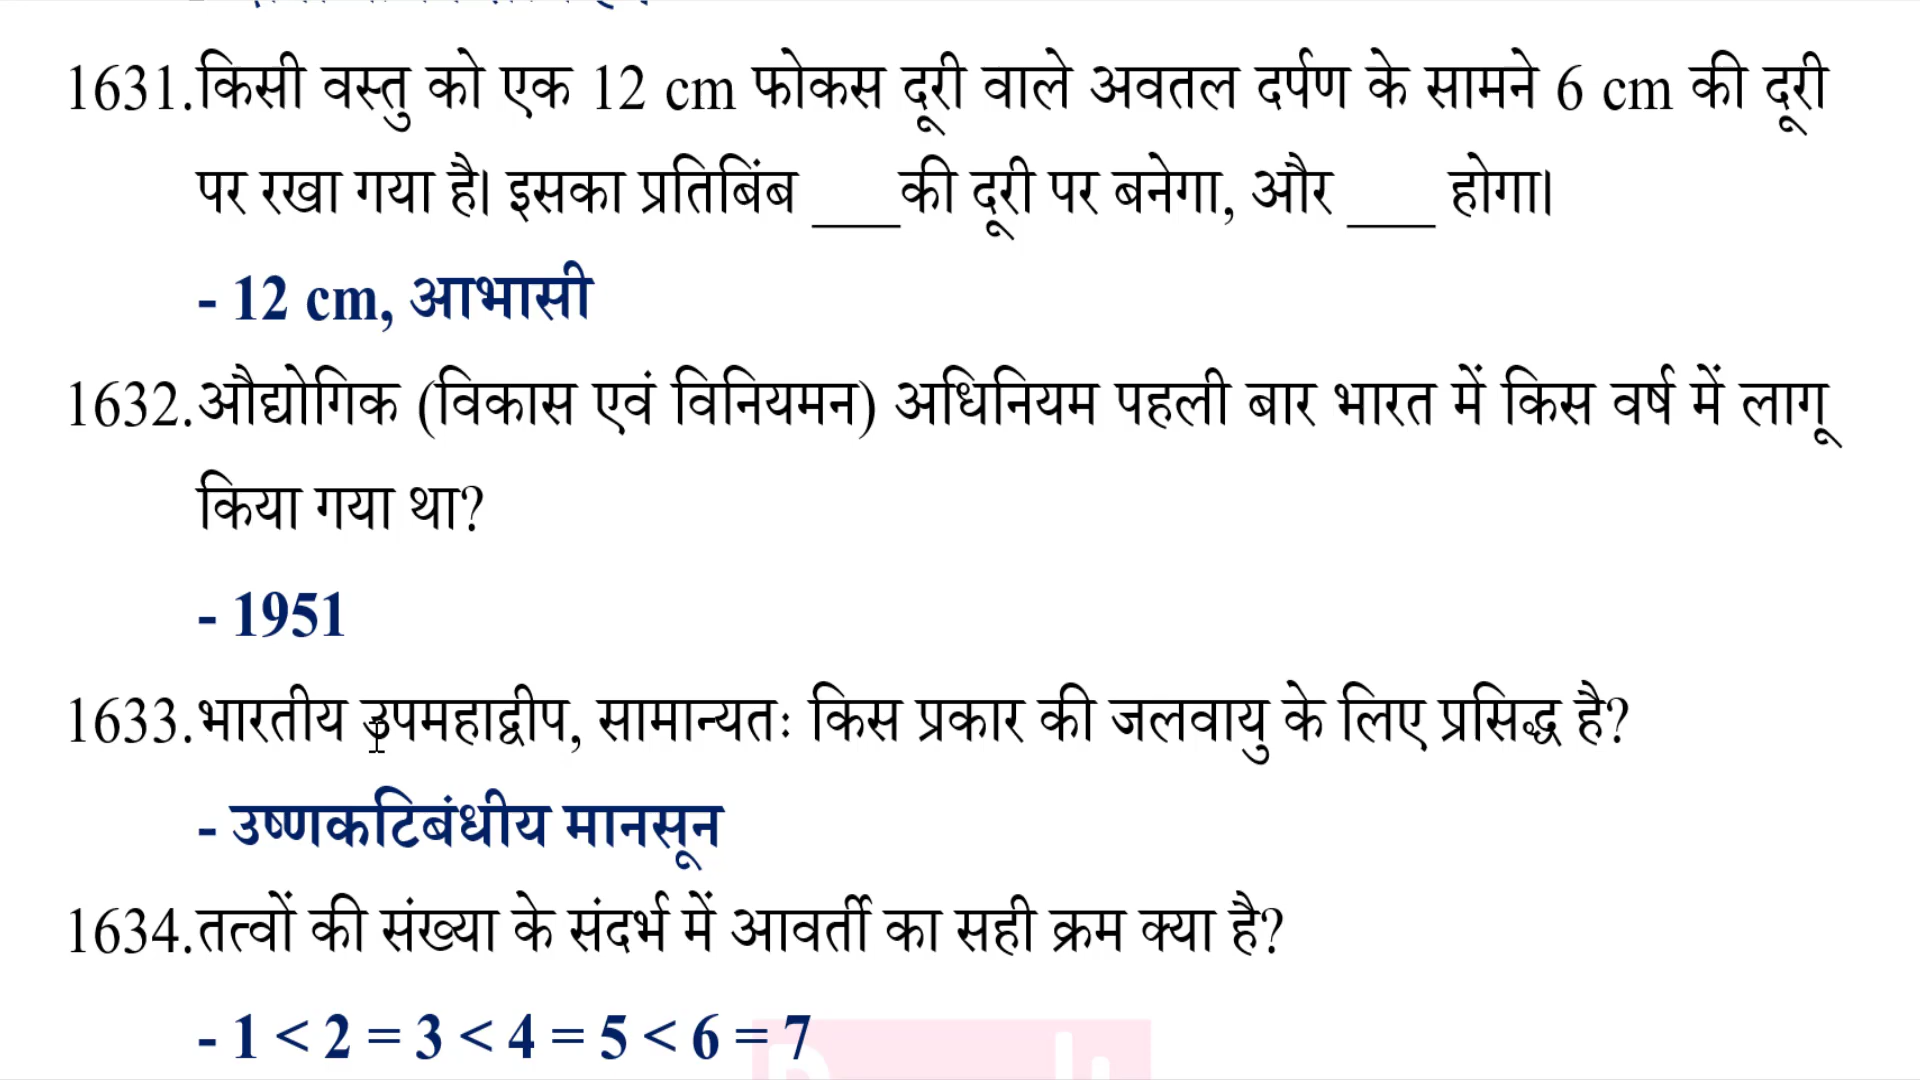 1631.किसी वस्तु को एक 12 cm फोकस दूरी वाले अवतल दर्पण के सामने 6 cm की दूरी
पर रखा गया है। इसका प्रतिबिंब ___की दूरी पर बनेगा, और ___ होगा।
- 12 cm, आभासी
1632.औद्योगिक (विकास एवं विनियमन) अधिनियम पहली बार भारत में किस वर्ष में लागू
किया गया था?
- 1951
1633.भारतीय उपमहाद्वीप, सामान्यतः किस प्रकार की जलवायु के लिए प्रसिद्ध है?
- उष्णकटिबंधीय मानसून
1634.तत्वों की संख्या के संदर्भ में आवर्ती का सही क्रम क्या है?
- 1 < 2 = 3 < 4 = 5 < 6 = 7